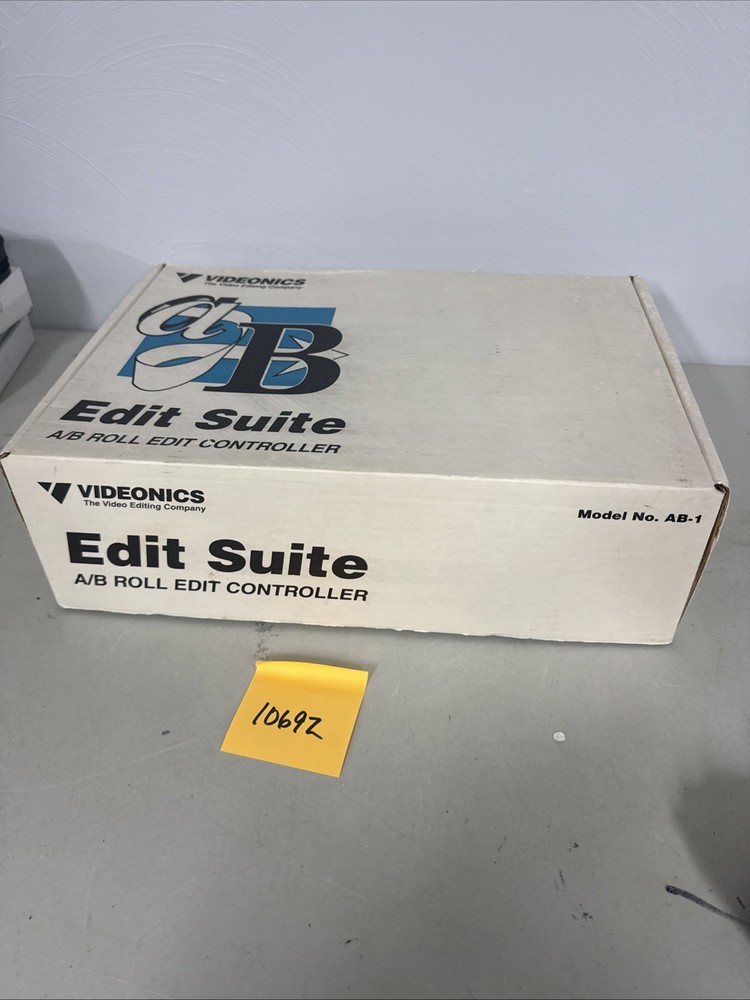 VIDEONICS
The Video Editing Company
a B
Edit Suite
A/B ROLL EDIT CONTROLLER
VIDEONICS
The Video Editing Company
Model No. AB-1
Edit Suite
A/B ROLL EDIT CONTROLLER
10692